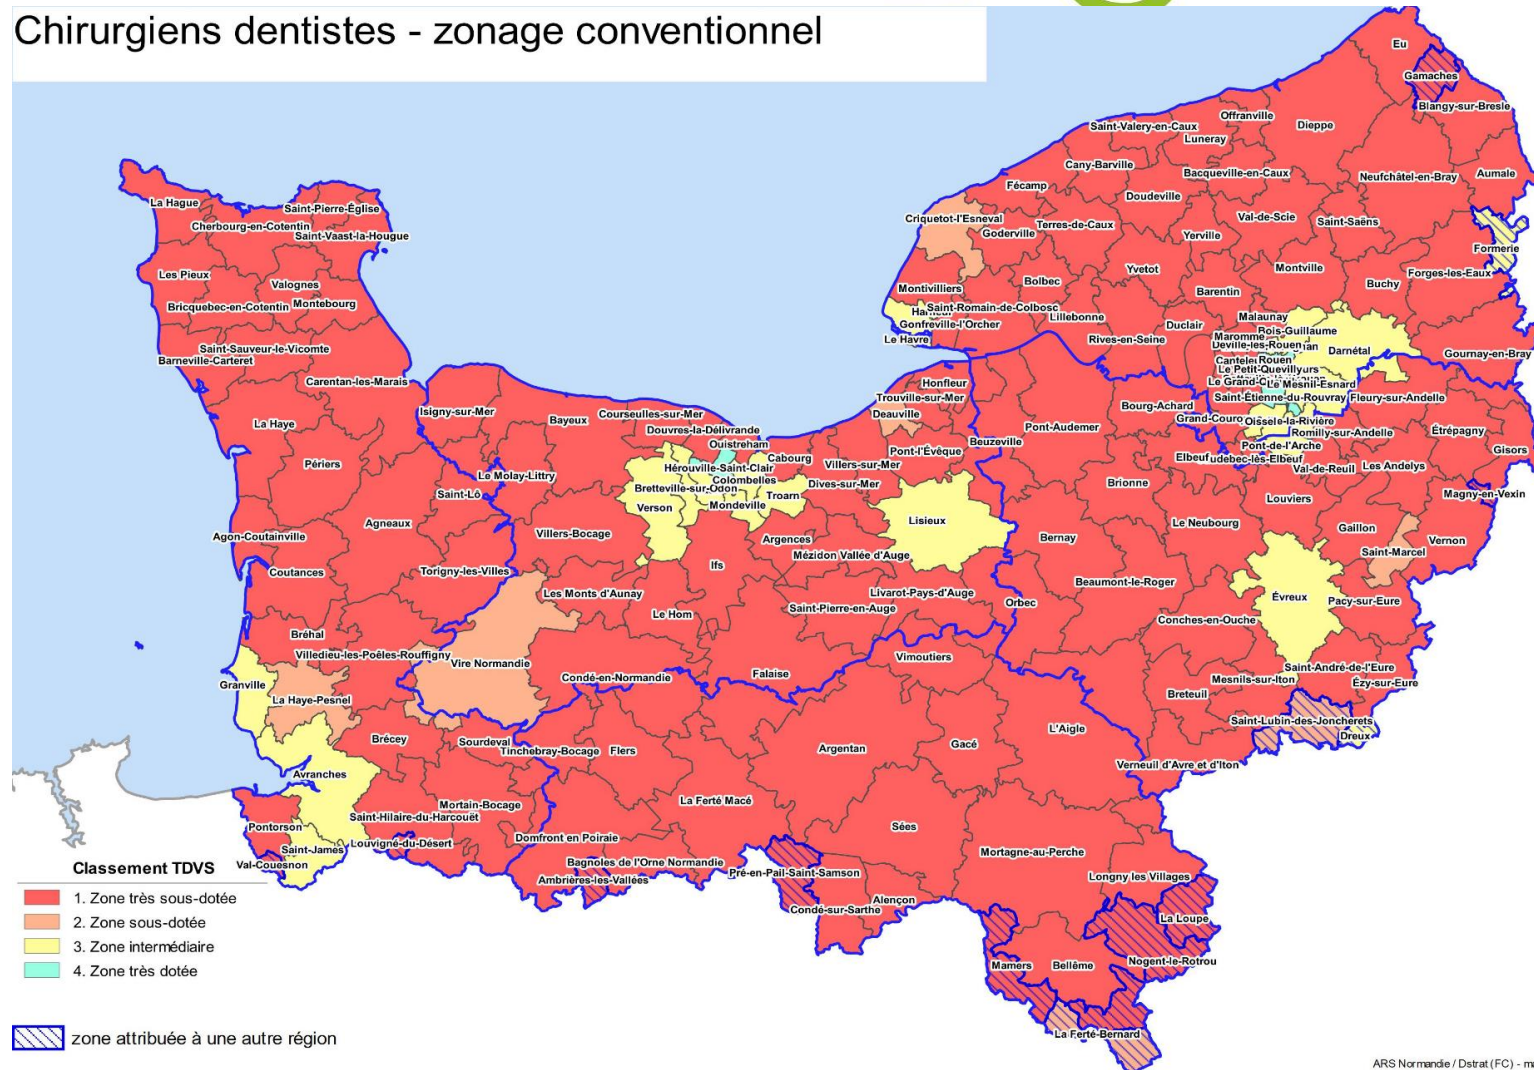 Chirurgiens dentistes - zonage conventionnel
Eu
Gamaches
Blangy-sur-Bresle
Offranville
Dieppe
Saint-Valery-en-Caux
Luneray
Cany-Barville
Bacqueville-en-Caux
Neufchâtel-en-Bray
Aumale
Fécamp
Doudeville
La Hague
Saint-Pierre-Église
Cherbourg-en-Cotentin
Saint-Vaast-la-Hougue
Criquetot-l'Esneval
Goderville
Terres-de-Caux
Val-de-Scie
Saint-Saëns
Yerville
Formerie
Les Pieux
Valognes
Bricquebec-en-Cotentin
Montebourg
Montivilliers
Bolbec
Yvetot
Montville
Barentin
Buchy
Forges-les-Eaux
Saint-Romain-de-Colbosc
Gonfreville-l'Orcher
Lillebonne
Le Havre
Rives-en-Seine
Duclair
Malaunay
Bois-Guillaume
Maromme
Deville-les-Rouen
Darnétal
Gournay-en-Bray
Rouen
Le Petit-Quevilly
Le Mesnil-Esnard
Saint-Étienne-du-Rouvray
Fleury-sur-Andelle
Saint-Sauveur-le-Vicomte
Barneville-Carteret
Carentan-les-Marais
Isigny-sur-Mer
Bayeux
Courseulles-sur-Mer
Douvres-la-Délivrande
Ouistreham
Honfleur
Trouville-sur-Mer
Deauville
La Haye
Cabourg
Villers-sur-Mer
Pont-l'Évêque
Beuzeville
Pont-Audemer
Bourg-Achard
Grand-Couro
Oissel
la-Rivière
Romilly-sur-Andelle
Étrépagny
Pont-de-l'Arche
Gisors
Elbeuf
udebec-lès-Elbeuf
Val-de-Reuil
Les Andelys
Périers
Le Molay-Littry
Hérouville-Saint-Clair
Colombelles
Bretteville-sur-Odon
Dives-sur-Mer
Troarn
Mondeville
Verson
Saint-Lô
Brionne
Louviers
Magny-en-Vexin
Agneaux
Villers-Bocage
Lisieux
Le Neubourg
Gaillon
Vernon
Saint-Marcel
Agon-Coutainville
Argences
Mézidon Vallée d'Auge
Bernay
Coutances
Torigny-les-Villes
Ifs
Les Monts d'Aunay
Le Hom
Livarot-Pays-d'Auge
Saint-Pierre-en-Auge
Orbec
Beaumont-le-Roger
Évreux
Pacy-sur-Eure
Conches-en-Ouche
Bréhal
Villedieu-les-Poêles-Rouffigny
Vire Normandie
Condé-en-Normandie
Falaise
Vimoutiers
Saint-André-de-l'Eure
Mesnils-sur-Iton
Ézy-sur-Eure
Granville
La Haye-Pesnel
Breteuil
Saint-Lubin-des-Joncherets
Dreux
L'Aigle
Brécey
Sourdeval
Tinchebray-Bocage
Flers
Argentan
Gacé
Verneuil d'Avre et d'Iton
Avranches
Mortain-Bocage
La Ferté Macé
Saint-Hilaire-du-Harcouët
Sées
Pontorson
Saint-James
Louvigné-du-Désert
Domfront en Poiraie
Mortagne-au-Perche
Val-Couesnon
Bagnoles de l'Orne Normandie
Ambrières-les-Vallées
Pré-en-Pail-Saint-Samson
Longny les Villages
Alençon
Condé-sur-Sarthe
La Loupe
Mamers
Bellême
Nogent-le-Rotrou
La Ferté-Bernard
Classement TDVS
1. Zone très sous-dotée
2. Zone sous-dotée
3. Zone intermédiaire
4. Zone très dotée
zone attribuée à une autre région
ARS Normandie / Dstrat (FC) - m